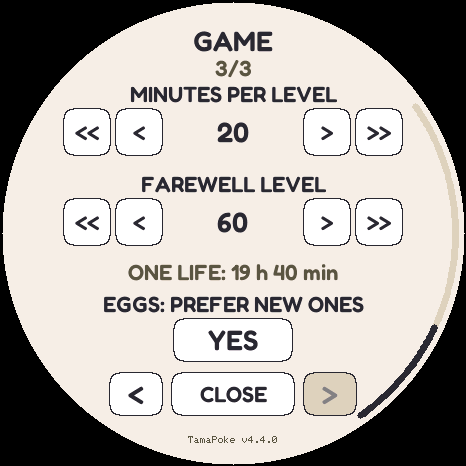 GAME
3/3
MINUTES PER LEVEL
<< < 20 > >>
FAREWELL LEVEL
<< < 60 > >>
ONE LIFE: 19 h 40 min
EGGS: PREFER NEW ONES
YES
< CLOSE >
TamaPoke v4.4.0